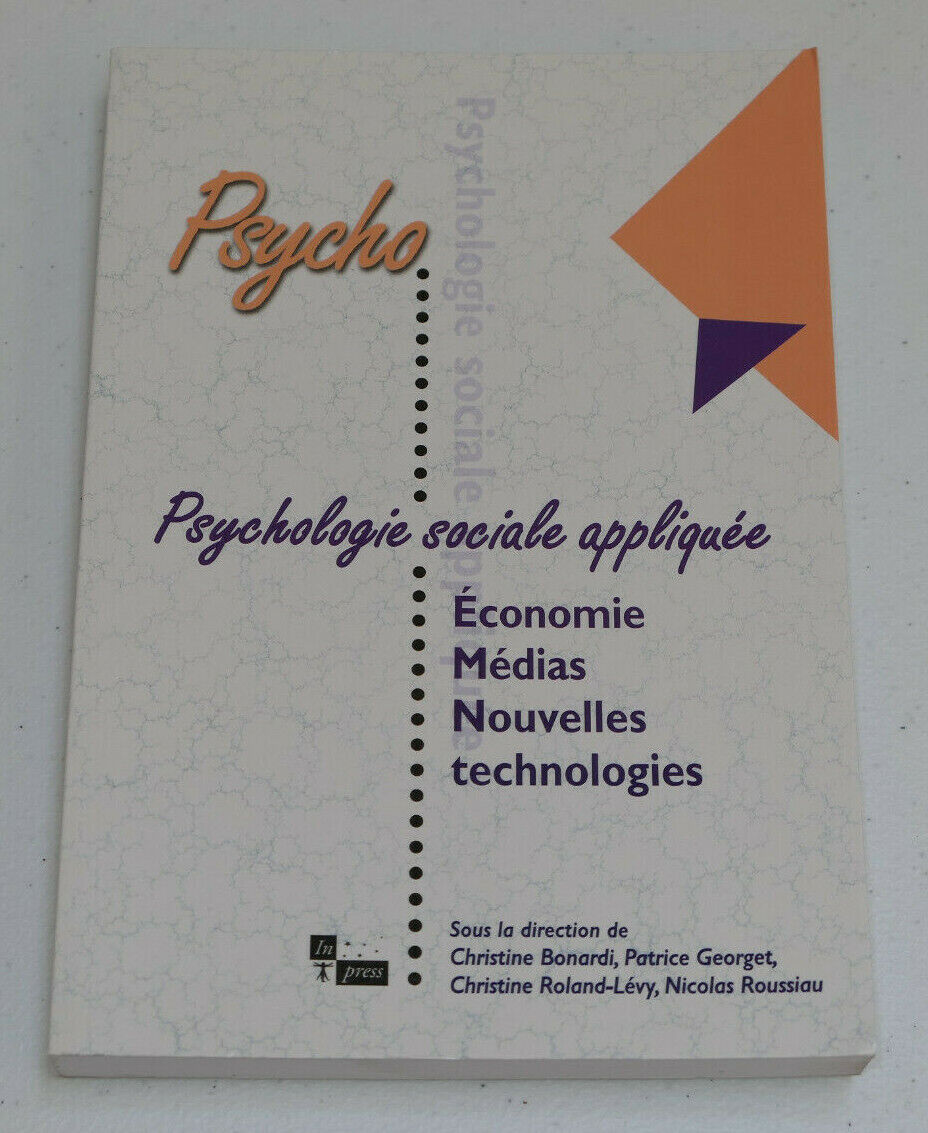 Psycho
Psychologie sociale appliquée
Psychologie sociale appliquée
Économie
Médias
Nouvelles
technologies
Sous la direction de
Christine Bonardi, Patrice Georget,
Christine Roland-Lévy, Nicolas Roussiau
In
press